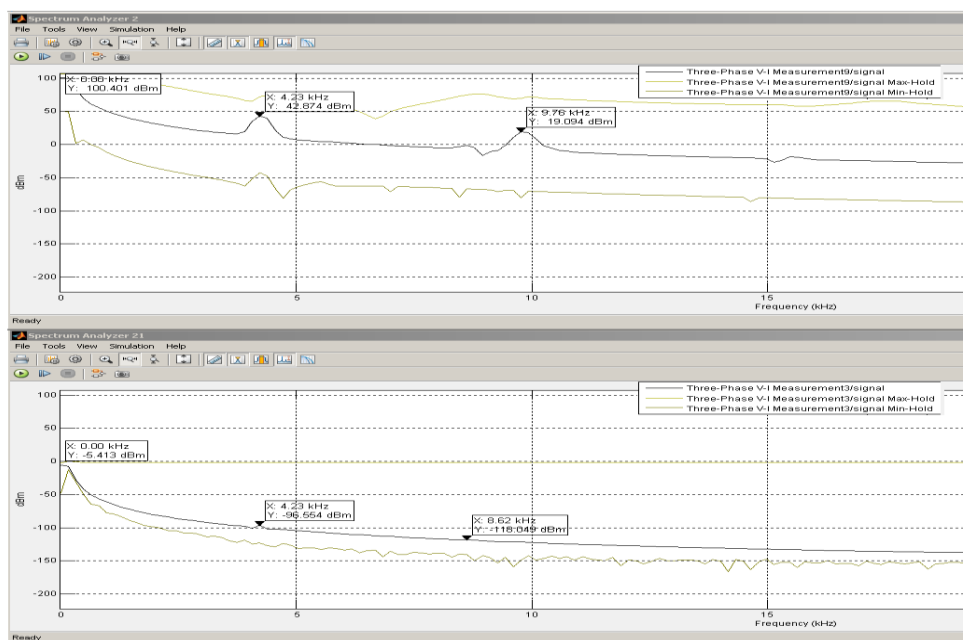 Spectrum Analyzer 2
File Tools View Simulation Help
Three-Phase V-I Measurement9/signal
Three-Phase V-I Measurement9/signal Max-Hold
Three-Phase V-I Measurement9/signal Min-Hold
Y: 100.401 dBm
X: 4.23 kHz
Y: 42.874 dBm
X: 9.76 kHz
Y: 19.094 dBm
100
50
0
-50
-100
-150
-200
dBm
0 5 10 15
Frequency (kHz)
Ready
Spectrum Analyzer 21
File Tools View Simulation Help
Three-Phase V-I Measurement3/signal
Three-Phase V-I Measurement3/signal Max-Hold
Three-Phase V-I Measurement3/signal Min-Hold
X: 0.00 kHz
Y: -5.413 dBm
X: 4.23 kHz
Y: -96.554 dBm
X: 8.62 kHz
Y: -118.049 dBm
100
50
0
-50
-100
-150
-200
dBm
0 5 10 15
Frequency (kHz)
Ready